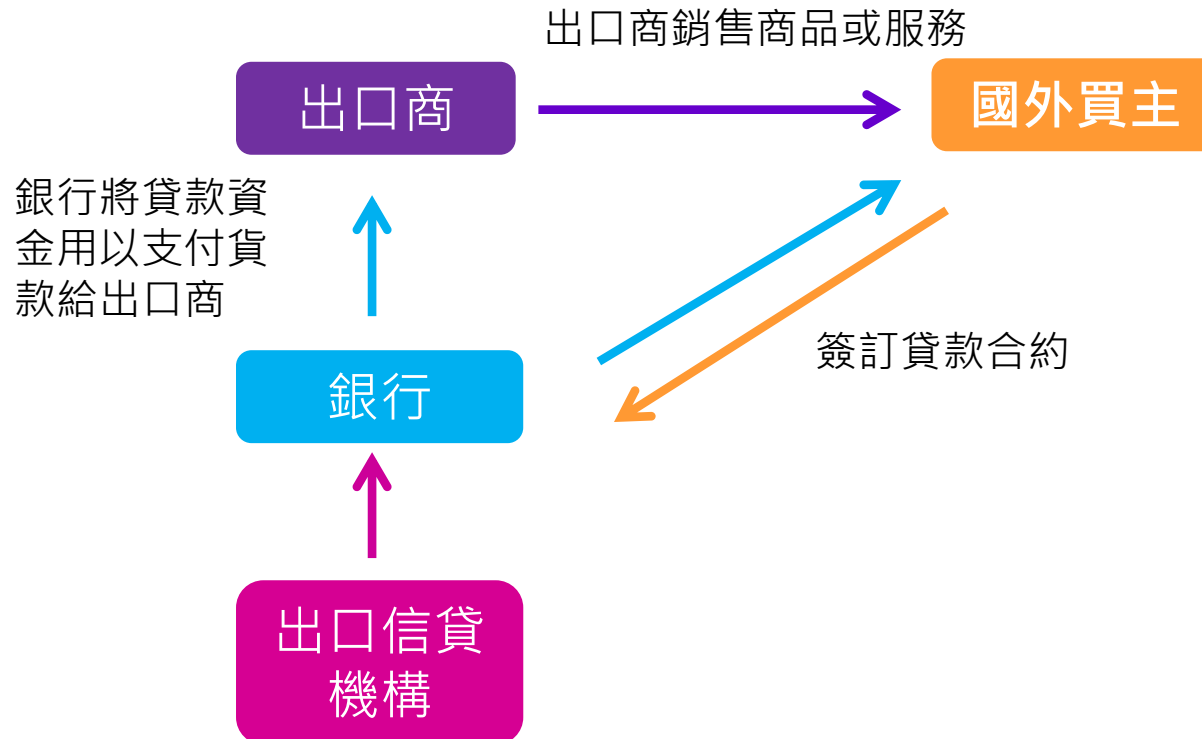 出口商銷售商品或服務
出口商
國外買主
銀行將貸款資
金用以支付貨
款給出口商
簽訂貸款合約
銀行
出口信貸
機構